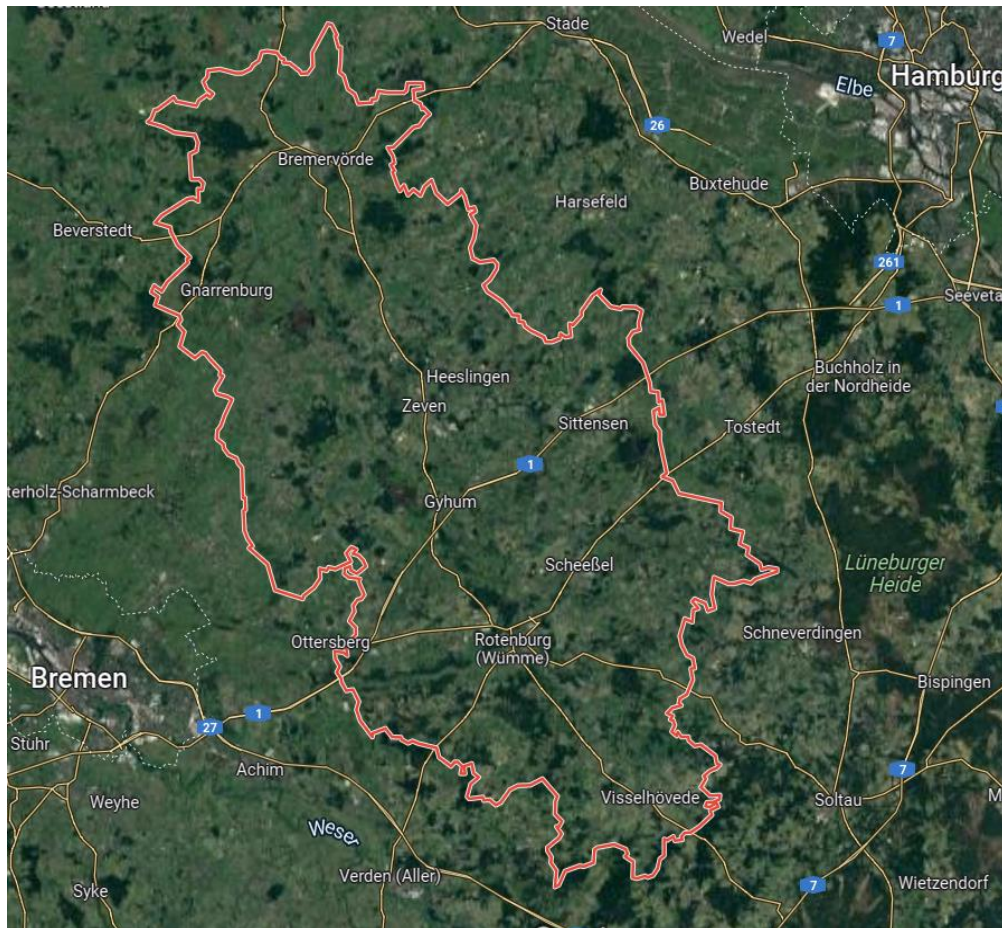 Stade
Wedel
7
Hamburg
Elbe
26
Bremervörde
Buxtehude
Harsefeld
Beverstedt
261
Gnarrenburg
Seeveta
1
Buchholz in
der Nordheide
Heeslingen
Zeven
Sittensen
Tostedt
1
terholz-Scharmbeck
Gyhum
Scheeßel
Lüneburger
Heide
Ottersberg
Rotenburg
(Wümme)
Schneverdingen
Bremen
Bispingen
1
27
Stuhr
Achim
7
Weyhe
Visselhövede
Soltau
M
Weser
Verden (Aller)
7
Wietzendorf
Syke